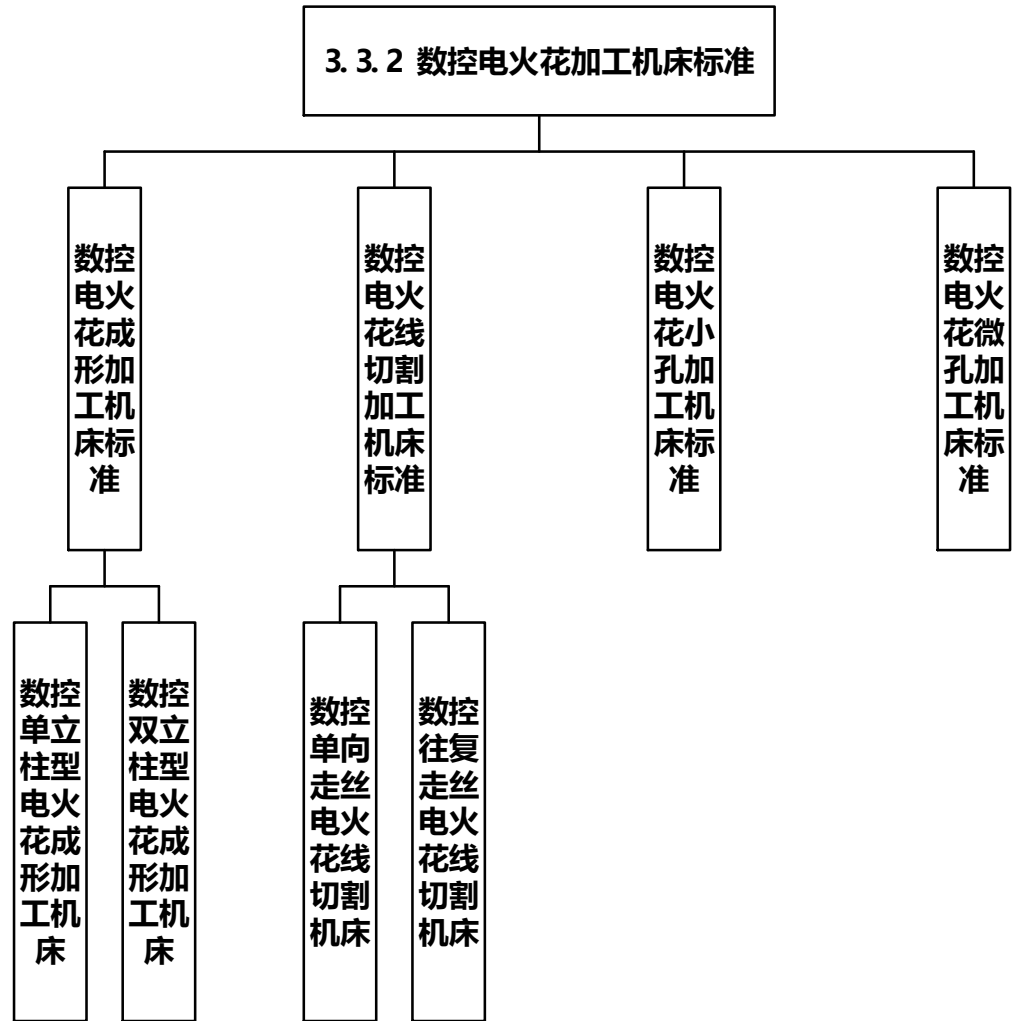 3.3.2 数控电火花加工机床标准
数控
电火
花成
形加
工机
床标
准
数控
电火
花线
切割
加工
机床
标准
数控
电火
花小
孔加
工机
床标
准
数控
电火
花微
孔加
工机
床标
准
数控
单立
柱型
电火
花成
形加
工机
床
数控
双立
柱型
电火
花成
形加
工机
床
数控
单向
走丝
电火
花线
切割
机床
数控
往复
走丝
电火
花线
切割
机床